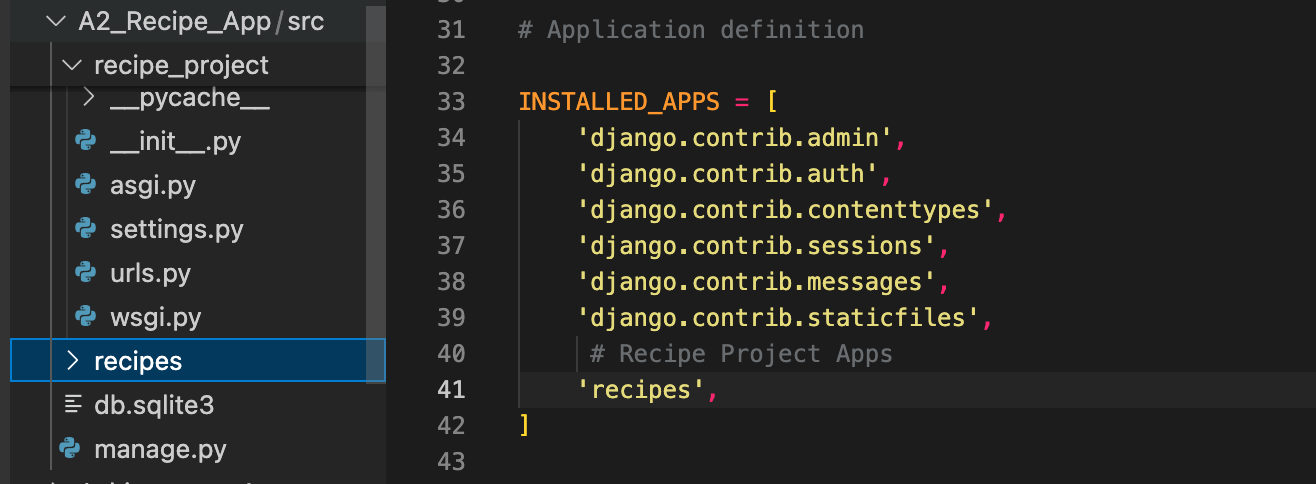 A2_Recipe_App/src
recipe_project
__pycache__
__init__.py
asgi.py
settings.py
urls.py
wsgi.py
recipes
db.sqlite3
manage.py
31 # Application definition
32
33 INSTALLED_APPS = [
34 'django.contrib.admin',
35 'django.contrib.auth',
36 'django.contrib.contenttypes',
37 'django.contrib.sessions',
38 'django.contrib.messages',
39 'django.contrib.staticfiles',
40 # Recipe Project Apps
41 'recipes',
42 ]
43